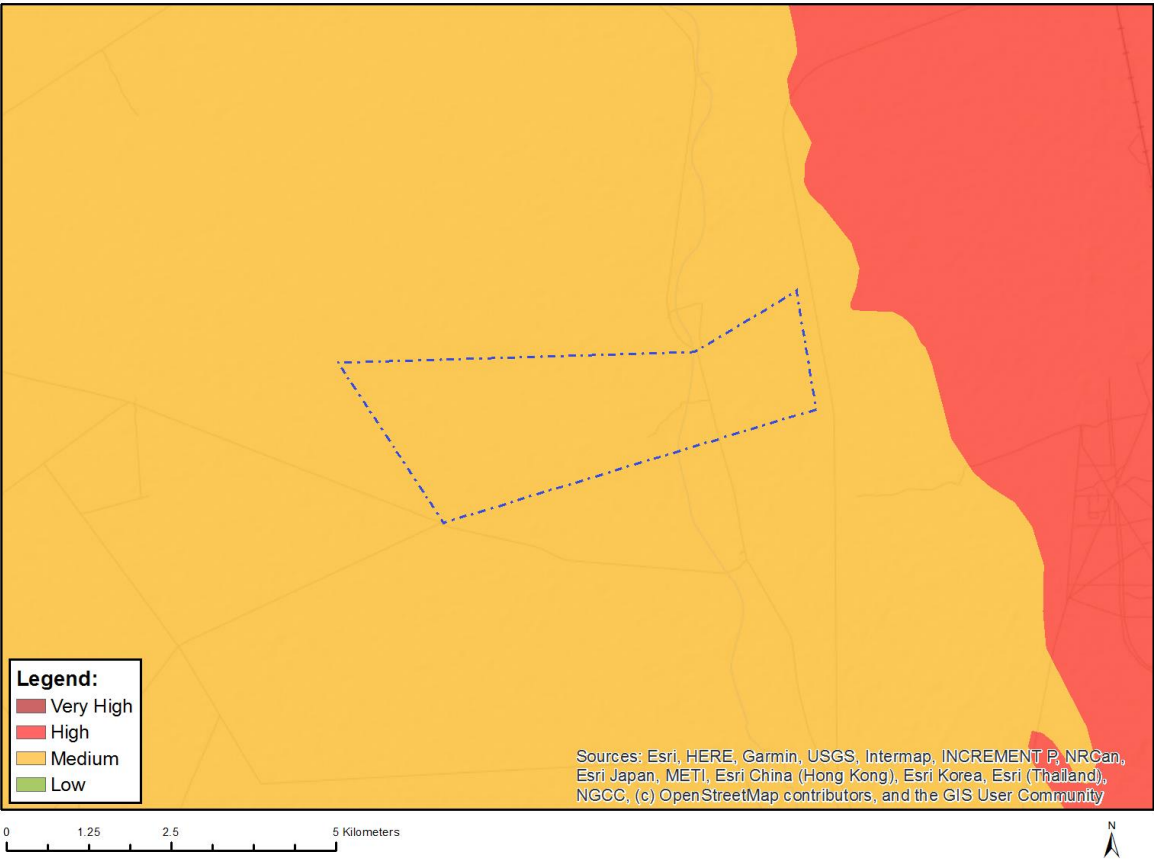 Legend:
Very High
High
Medium
Low
Sources: Esri, HERE, Garmin, USGS, Intermap, INCREMENT P, NRCan,
Esri Japan, METI, Esri China (Hong Kong), Esri Korea, Esri (Thailand),
NGCC, (c) OpenStreetMap contributors, and the GIS User Community
0 1.25 2.5 5 Kilometers
N